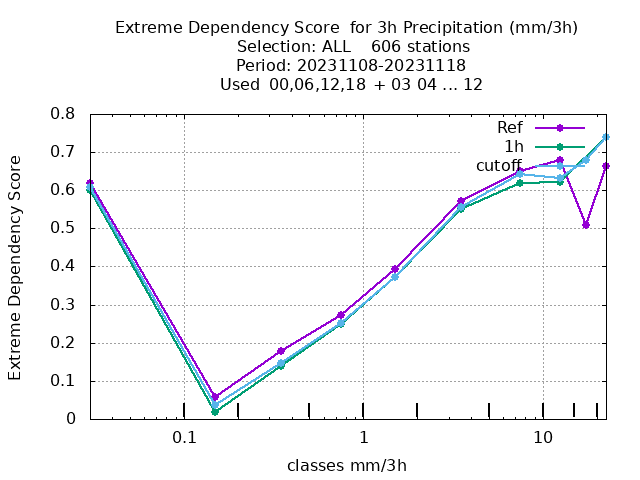 Extreme Dependency Score  for 3h Precipitation (mm/3h)
Selection: ALL    606 stations
Period: 20231108-20231118
Used  00,06,12,18  + 03 04 ... 12
Extreme Dependency Score
0.8
0.7
0.6
0.5
0.4
0.3
0.2
0.1
0
Ref
1h
cutoff
0.1
1
10
classes mm/3h